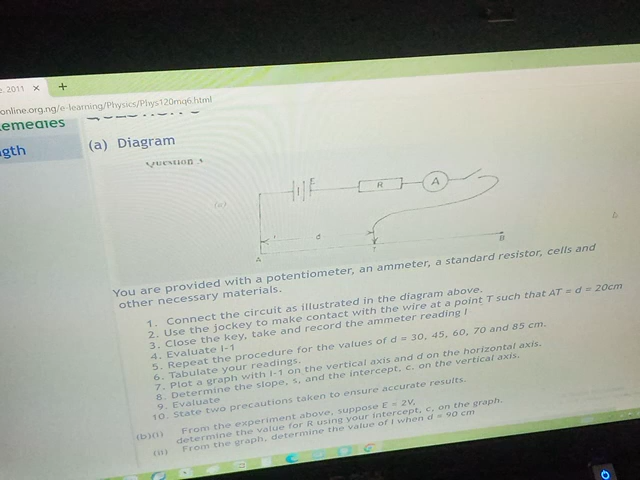 2011 × +
online.org.ng/e-learning/Physics/Phys120mq6.html
emedies
gth
(a) Diagram
(a)
E
R
A
d
A
T
B
You are provided with a potentiometer, an ammeter, a standard resistor, cells and
other necessary materials.
1. Connect the circuit as illustrated in the diagram above.
2. Use the jockey to make contact with the wire at a point T such that AT = d = 20cm
3. Close the key, take and record the ammeter reading I
4. Evaluate I-1
5. Repeat the procedure for the values of d = 30, 45, 60, 70 and 85 cm.
6. Tabulate your readings.
7. Plot a graph with I-1 on the vertical axis and d on the horizontal axis.
8. Determine the slope, s, and the intercept, c. on the vertical axis.
9. Evaluate
10. State two precautions taken to ensure accurate results.
(b)(i) From the experiment above, suppose E = 2V,
determine the value for R using your intercept, c, on the graph.
(ii) From the graph, determine the value of I when d = 90 cm